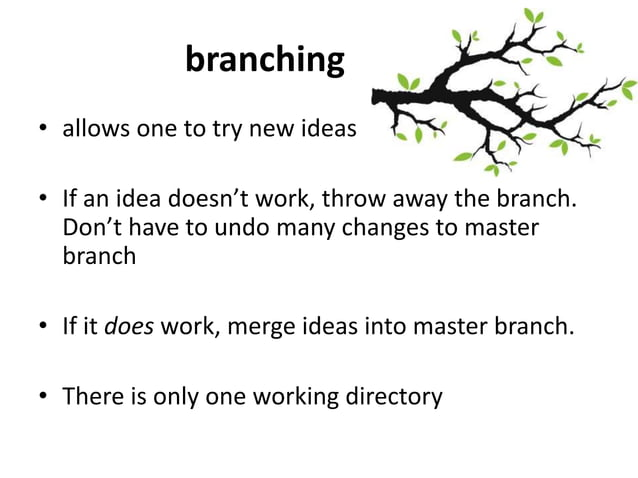 branching
• allows one to try new ideas
• If an idea doesn’t work, throw away the branch.
Don’t have to undo many changes to master
branch
• If it does work, merge ideas into master branch.
• There is only one working directory